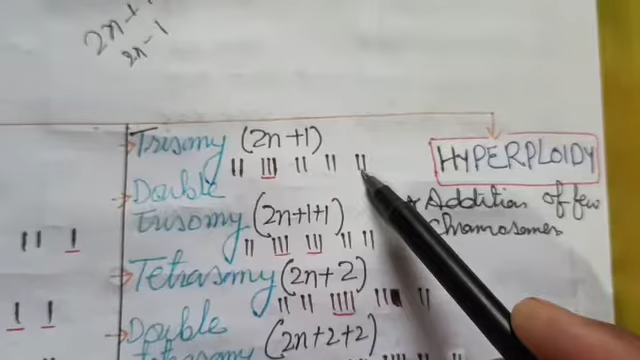 2n+
2n-1
Trisomy (2n+1)
HYPERPLOIDY
Double
trisomy (2n+1+1)
* Addition of few
Chromosomes
Tetrasomy (2n+2)
Double (2n+2+2)